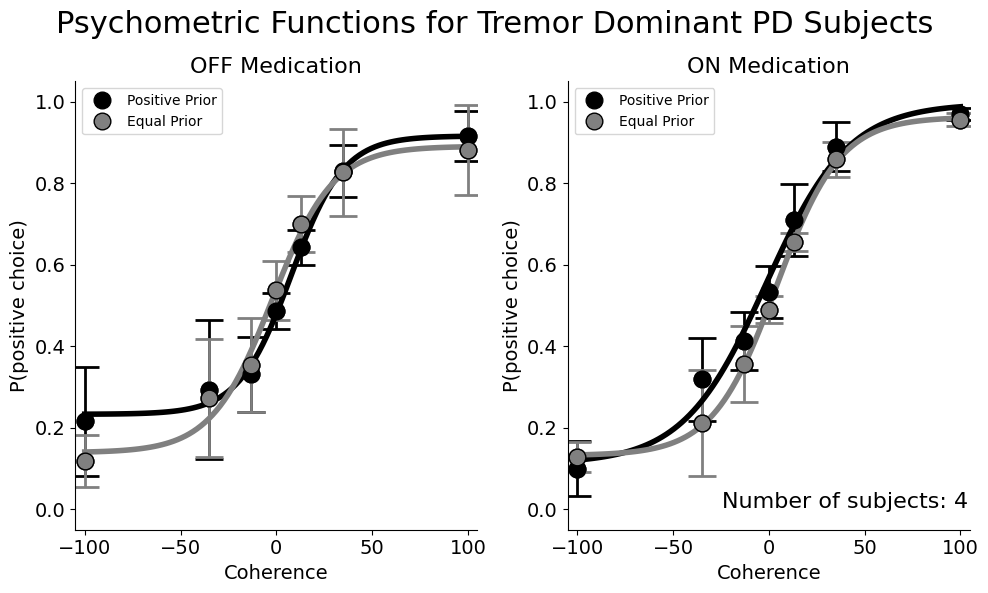 Psychometric Functions for Tremor Dominant PD Subjects
OFF Medication
Positive Prior
Equal Prior
P(positive choice)
1.0
0.8
0.6
0.4
0.2
0.0
−100
−50
0
50
100
Coherence
ON Medication
Positive Prior
Equal Prior
P(positive choice)
1.0
0.8
0.6
0.4
0.2
0.0
Number of subjects: 4
−100
−50
0
50
100
Coherence